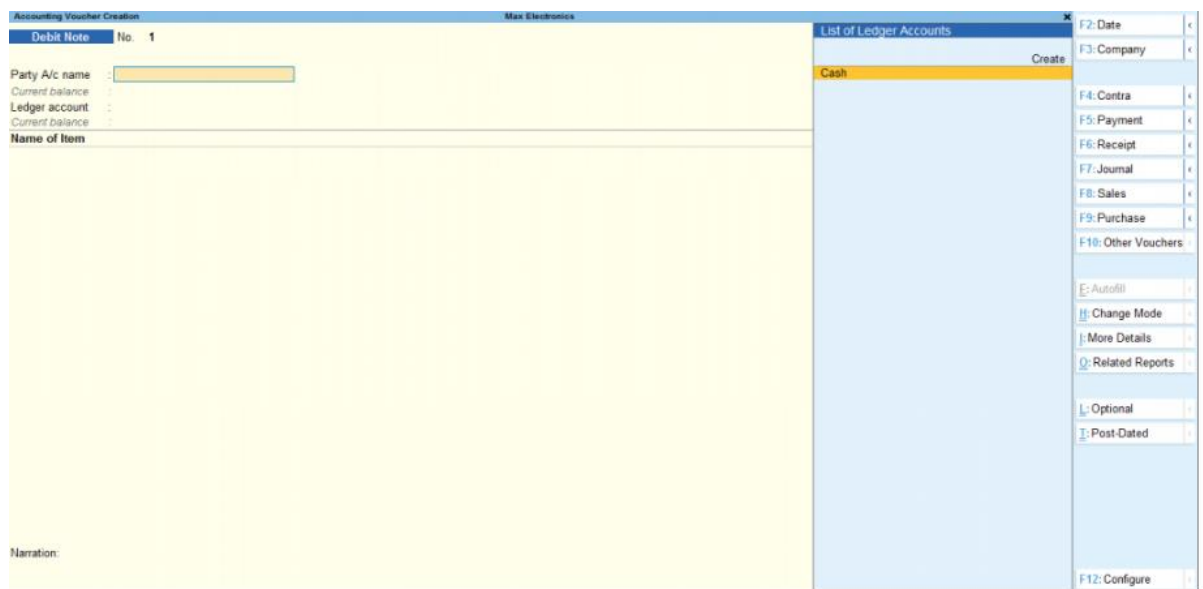 Accounting Voucher Creation Max Electronics ×
Debit Note No. 1
Party A/c name :
Current balance :
Ledger account :
Current balance :
Name of Item
Narration:
List of Ledger Accounts
Create
Cash
F2: Date
F3: Company
F4: Contra
F5: Payment
F6: Receipt
F7: Journal
F8: Sales
F9: Purchase
F10: Other Vouchers
F: Autofill
H: Change Mode
I: More Details
O: Related Reports
L: Optional
T: Post-Dated
F12: Configure